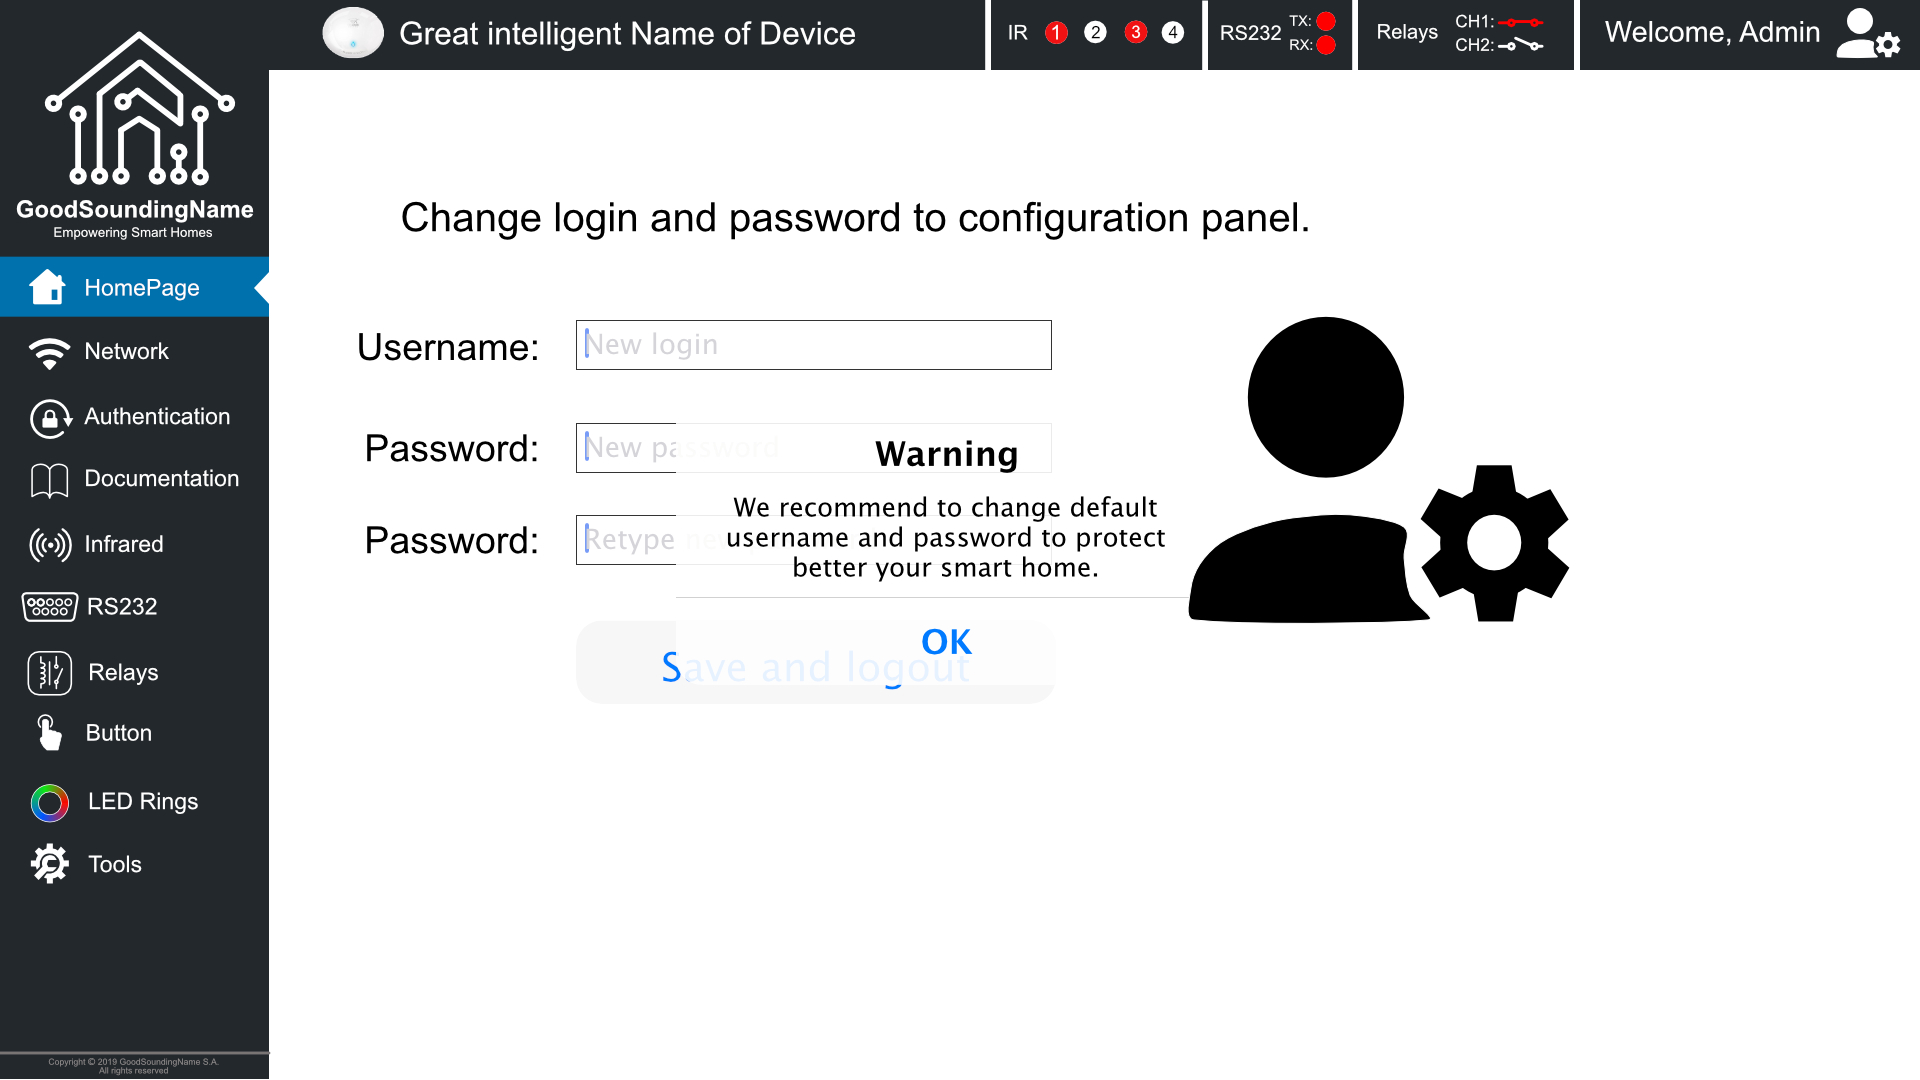 Great intelligent Name of Device
IR 1 2 3 4
RS232 TX:
RX:
Relays CH1:
CH2:
Welcome, Admin
GoodSoundingName
Empowering Smart Homes
HomePage
Network
Authentication
Documentation
Infrared
RS232
Relays
Button
LED Rings
Tools
Copyright © 2019 GoodSoundingName S.A.
All rights reserved
Change login and password to configuration panel.
Username: New login
Password: New password
Password: Retype new
Warning
We recommend to change default
username and password to protect
better your smart home.
OK
Save and logout